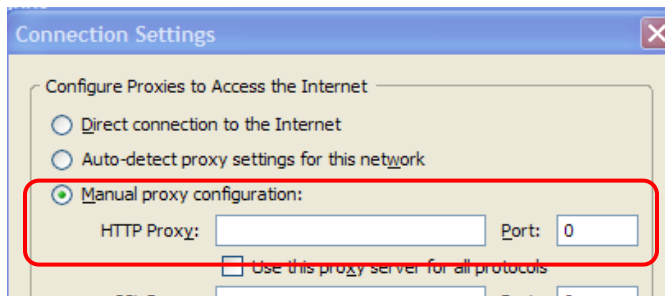 Connection Settings
Configure Proxies to Access the Internet
Direct connection to the Internet
Auto-detect proxy settings for this network
Manual proxy configuration:
HTTP Proxy: Port: 0
Use this proxy server for all protocols